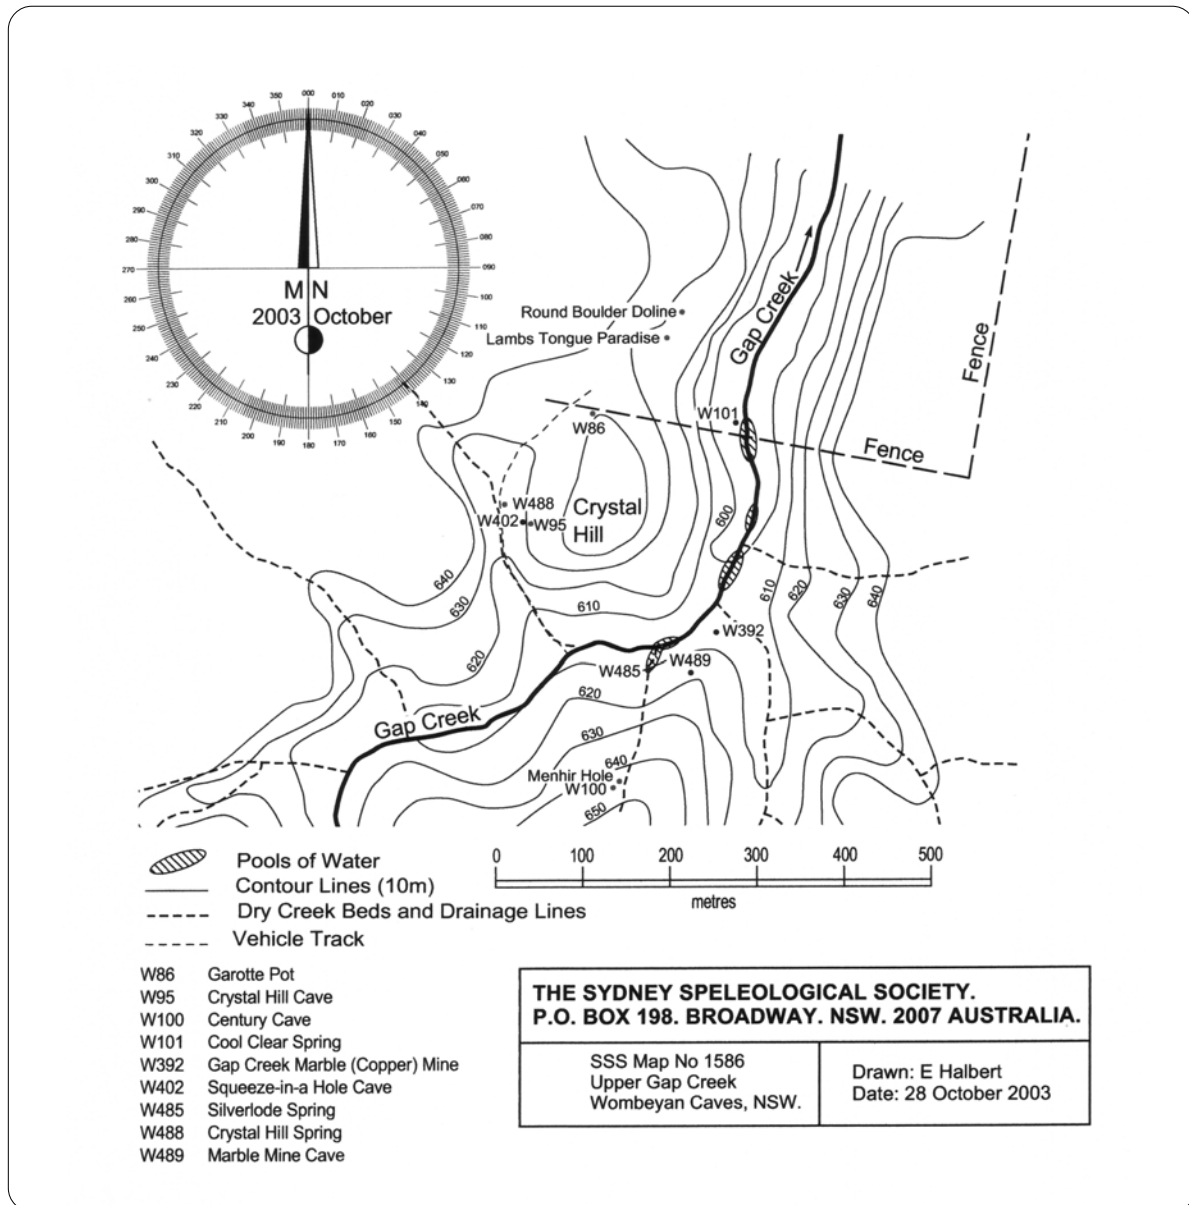 000
010
020
030
040
050
060
070
080
090
100
110
120
130
140
150
160
170
180
190
200
210
220
230
240
250
260
270
280
290
300
310
320
330
340
350
M N
2003 October
Round Boulder Doline
Lambs Tongue Paradise
Gap Creek
Fence
W101
W86
Fence
Crystal
Hill
W488
W402
W95
600
640
630
610
610
620
630
640
W392
W489
W485
620
620
Gap Creek
630
640
Menhir Hole
W100
650
Pools of Water
Contour Lines (10m)
Dry Creek Beds and Drainage Lines
Vehicle Track
0 100 200 300 400 500
metres
W86 Garotte Pot
W95 Crystal Hill Cave
W100 Century Cave
W101 Cool Clear Spring
W392 Gap Creek Marble (Copper) Mine
W402 Squeeze-in-a Hole Cave
W485 Silverlode Spring
W488 Crystal Hill Spring
W489 Marble Mine Cave
THE SYDNEY SPELEOLOGICAL SOCIETY.
P.O. BOX 198. BROADWAY. NSW. 2007 AUSTRALIA.
SSS Map No 1586
Upper Gap Creek
Wombeyan Caves, NSW.
Drawn: E Halbert
Date: 28 October 2003